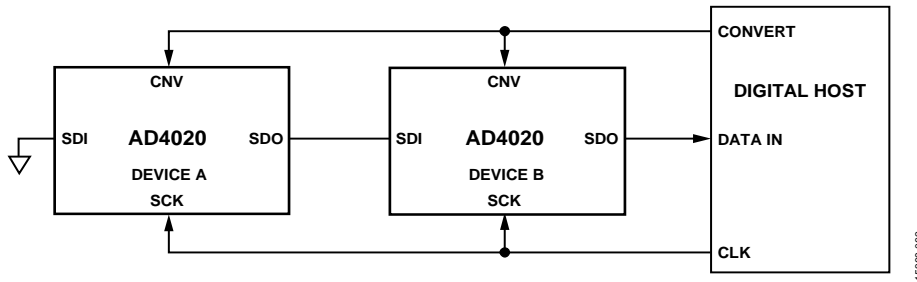 CONVERT
CNV
CNV
DIGITAL HOST
SDI
AD4020
SDO
SDI
AD4020
SDO
DATA IN
DEVICE A
DEVICE B
SCK
SCK
CLK